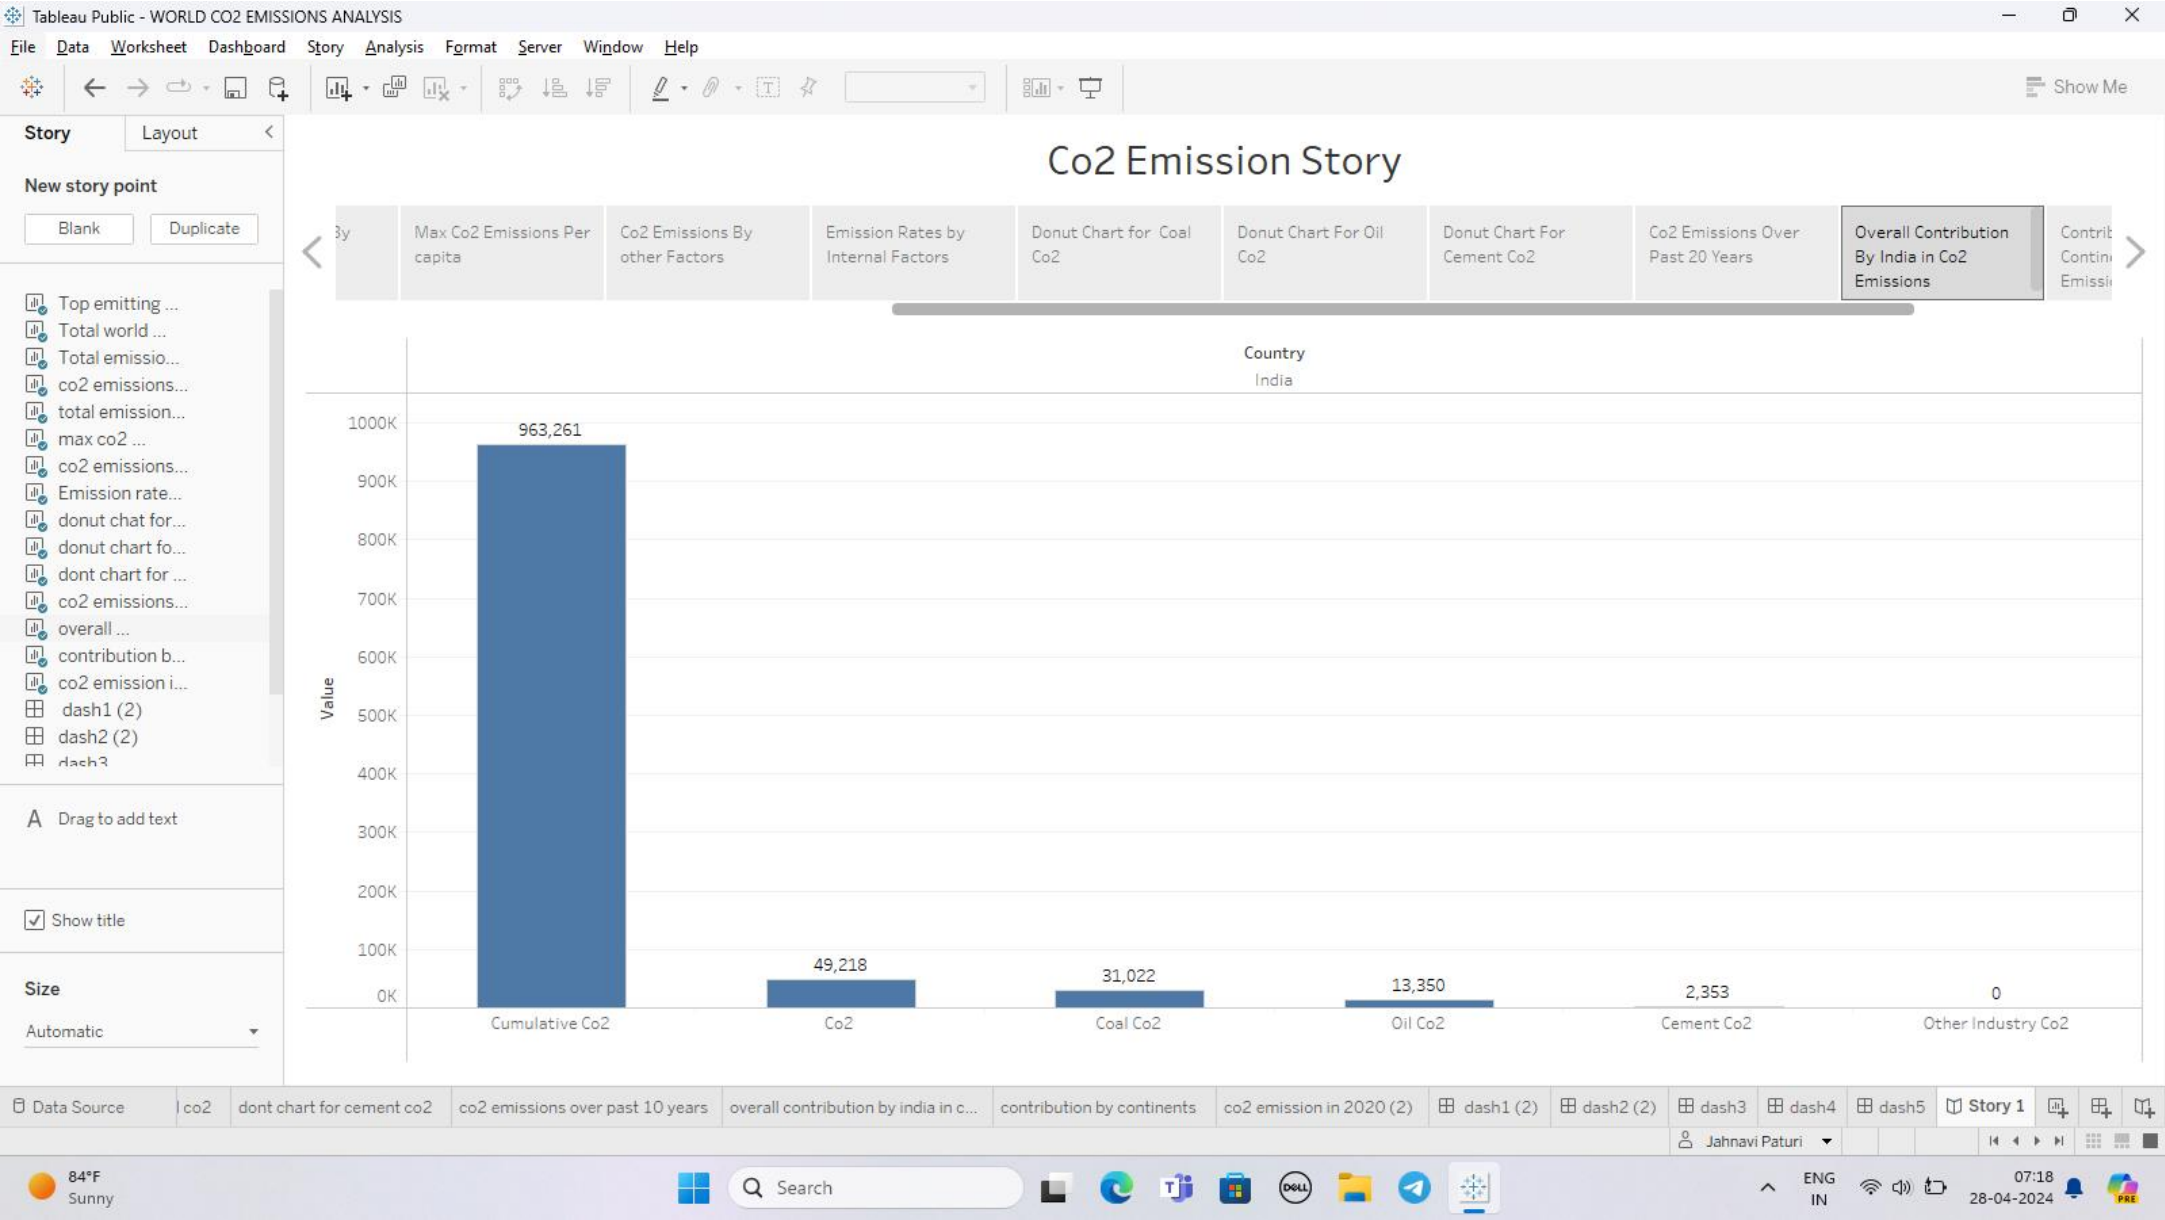 Tableau Public - WORLD CO2 EMISSIONS ANALYSIS
File Data Worksheet Dashboard Story Analysis Format Server Window Help
Show Me
Story Layout
New story point
Blank Duplicate
Top emitting ...
Total world ...
Total emissio...
co2 emissions...
total emission...
max co2 ...
co2 emissions...
Emission rate...
donut chat for...
donut chart fo...
dont chart for ...
co2 emissions...
overall ...
contribution b...
co2 emission i...
dash1 (2)
dash2 (2)
dash3
A Drag to add text
Show title
Size
Automatic
Co2 Emission Story
By
Max Co2 Emissions Per
capita
Co2 Emissions By
other Factors
Emission Rates by
Internal Factors
Donut Chart for Coal
Co2
Donut Chart For Oil
Co2
Donut Chart For
Cement Co2
Co2 Emissions Over
Past 20 Years
Overall Contribution
By India in Co2
Emissions
Contrib
Contine
Emissio
Country
India
Value
1000K
900K
800K
700K
600K
500K
400K
300K
200K
100K
0K
963,261
49,218
31,022
13,350
2,353
0
Cumulative Co2 Co2 Coal Co2 Oil Co2 Cement Co2 Other Industry Co2
Data Source l co2 dont chart for cement co2 co2 emissions over past 10 years overall contribution by india in c... contribution by continents co2 emission in 2020 (2) dash1 (2) dash2 (2) dash3 dash4 dash5 Story 1
Jahnavi Paturi
84°F
Sunny
Search
DELL
ENG
IN
07:18
28-04-2024
PRE